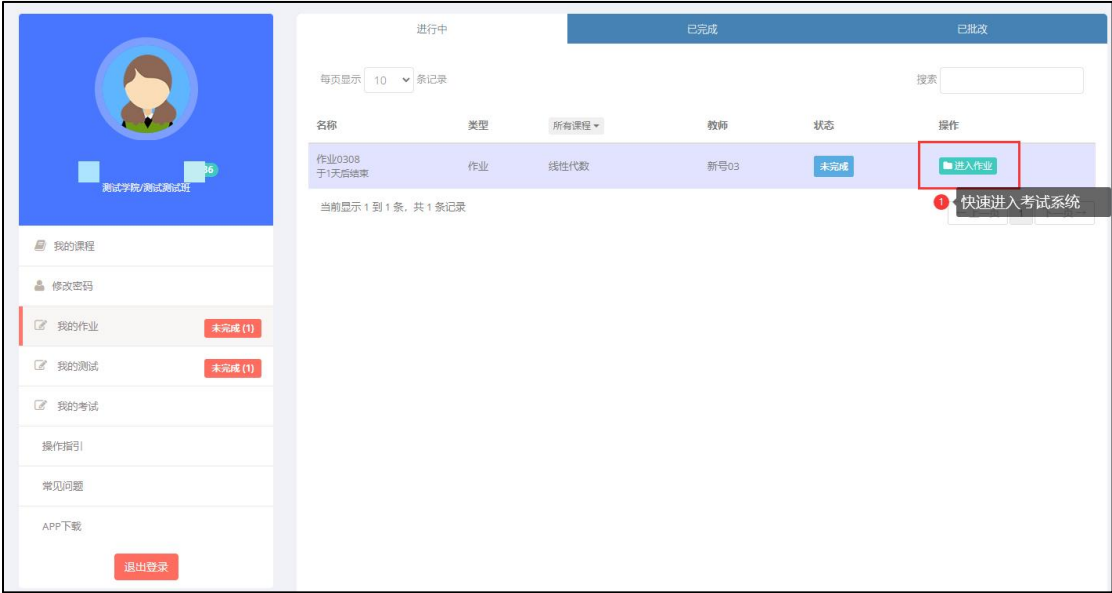 进行中 已完成 已批改
每页显示 10 条记录 搜索
名称 类型 所有课程 教师 状态 操作
作业0308
于1天后结束
作业 线性代数 新号03 未完成 进入作业
当前显示 1 到 1 条，共 1 条记录
1 快速进入考试系统
1
36
测试学院/测试测试班
我的课程
修改密码
我的作业 未完成 (1)
我的测试 未完成 (1)
我的考试
操作指引
常见问题
APP下载
退出登录